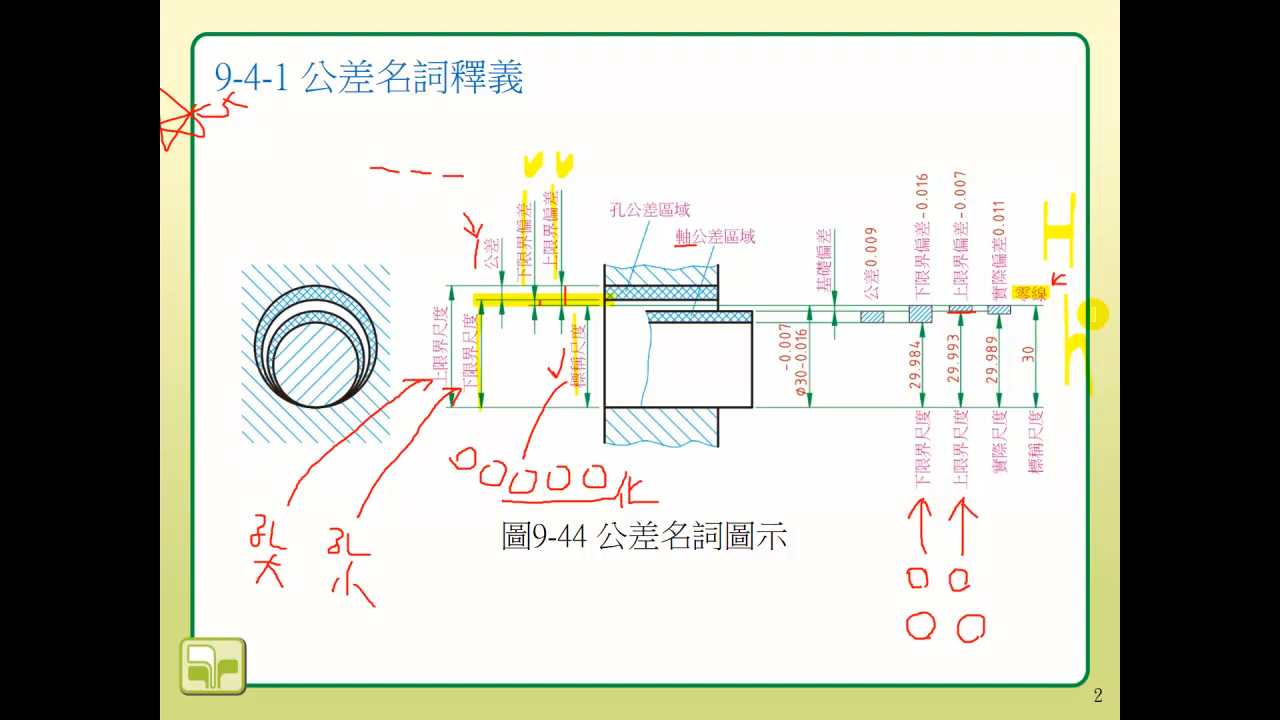 9-4-1 公差名詞釋義
大
孔公差區域
軸公差區域
公差
下限界偏差
上限界偏差
基礎偏差
公差0.009
下限界偏差-0.016
上限界偏差-0.007
實際偏差0.011
零線
上限界尺度
下限界尺度
標稱尺度
-0.007
φ30-0.016
29.984
29.993
29.989
30
下限界尺度
上限界尺度
實際尺度
標稱尺度
化
孔大
孔小
圖9-44 公差名詞圖示
2